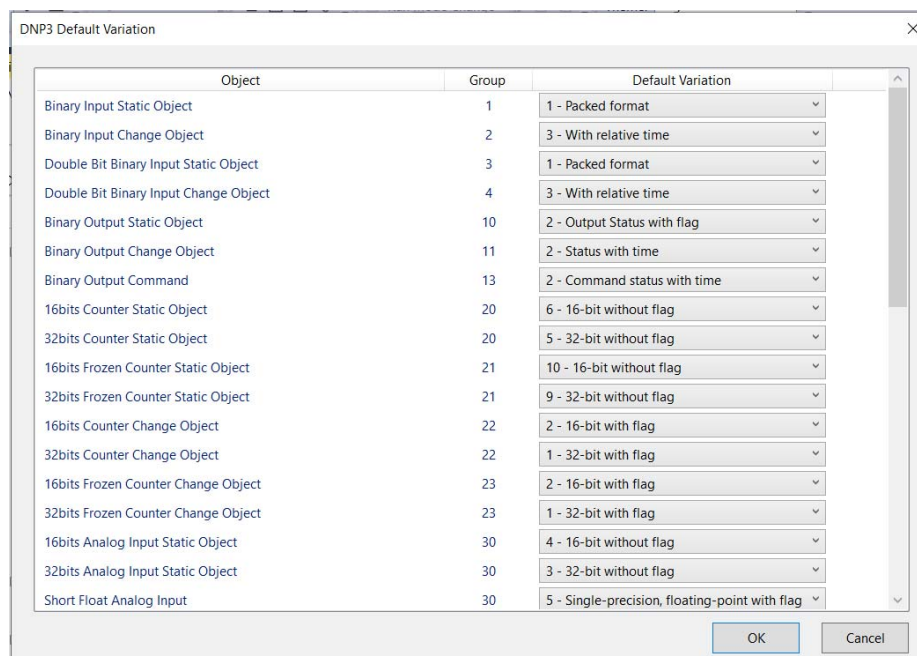 DNP3 Default Variation
Object Group Default Variation
Binary Input Static Object 1 1 - Packed format
Binary Input Change Object 2 3 - With relative time
Double Bit Binary Input Static Object 3 1 - Packed format
Double Bit Binary Input Change Object 4 3 - With relative time
Binary Output Static Object 10 2 - Output Status with flag
Binary Output Change Object 11 2 - Status with time
Binary Output Command 13 2 - Command status with time
16bits Counter Static Object 20 6 - 16-bit without flag
32bits Counter Static Object 20 5 - 32-bit without flag
16bits Frozen Counter Static Object 21 10 - 16-bit without flag
32bits Frozen Counter Static Object 21 9 - 32-bit without flag
16bits Counter Change Object 22 2 - 16-bit with flag
32bits Counter Change Object 22 1 - 32-bit with flag
16bits Frozen Counter Change Object 23 2 - 16-bit with flag
32bits Frozen Counter Change Object 23 1 - 32-bit with flag
16bits Analog Input Static Object 30 4 - 16-bit without flag
32bits Analog Input Static Object 30 3 - 32-bit without flag
Short Float Analog Input 30 5 - Single-precision, floating-point with flag
OK Cancel